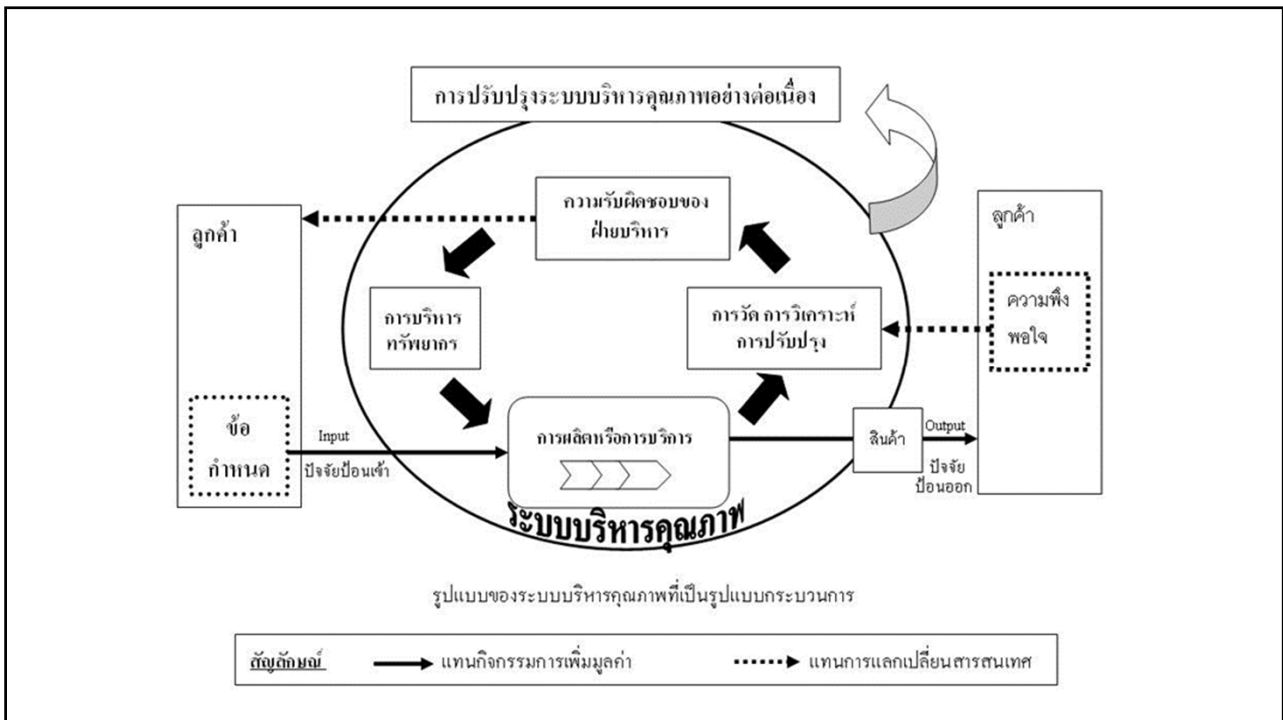 การปรับปรุงระบบบริหารคุณภาพอย่างต่อเนื่อง
ความรับผิดชอบของ
ฝ่ายบริหาร
ลูกค้า
ลูกค้า
การบริหาร
ทรัพยากร
การวัด การวิเคราะห์
การปรับปรุง
ความพึง
พอใจ
ข้อ
กำหนด
Input
ปัจจัยป้อนเข้า
การผลิตหรือการบริการ
สินค้า
Output
ปัจจัย
ป้อนออก
ระบบบริหารคุณภาพ
รูปแบบของระบบบริหารคุณภาพที่เป็นรูปแบบกระบวนการ
สัญลักษณ์
แทนกิจกรรมการเพิ่มมูลค่า
แทนการแลกเปลี่ยนสารสนเทศ